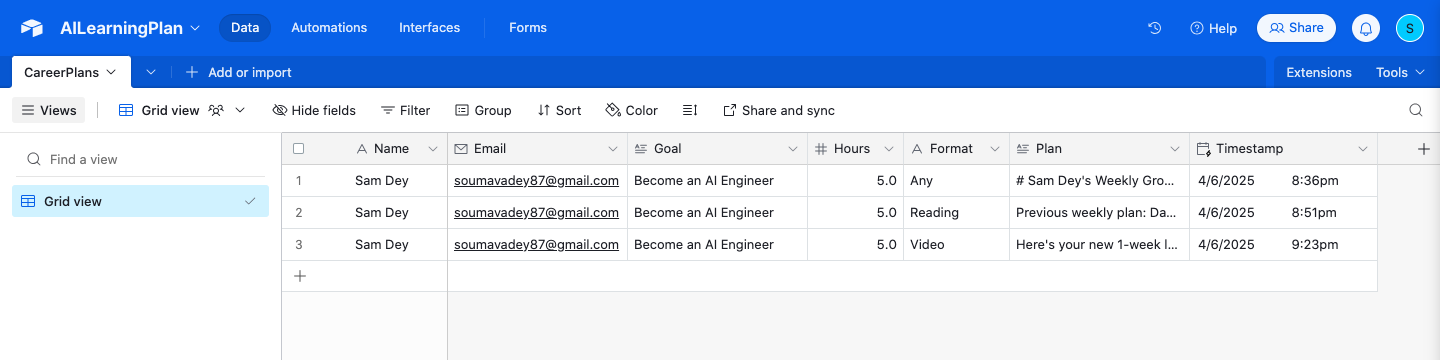 AILearningPlan Data Automations Interfaces Forms Help Share S
CareerPlans Add or import Extensions Tools
Views Grid view Hide fields Filter Group Sort Color Share and sync
Find a view
Grid view
Name Email Goal Hours Format Plan Timestamp
1 Sam Dey soumavadey87@gmail.com Become an AI Engineer 5.0 Any # Sam Dey's Weekly Gro... 4/6/2025 8:36pm
2 Sam Dey soumavadey87@gmail.com Become an AI Engineer 5.0 Reading Previous weekly plan: Da... 4/6/2025 8:51pm
3 Sam Dey soumavadey87@gmail.com Become an AI Engineer 5.0 Video Here's your new 1-week l... 4/6/2025 9:23pm